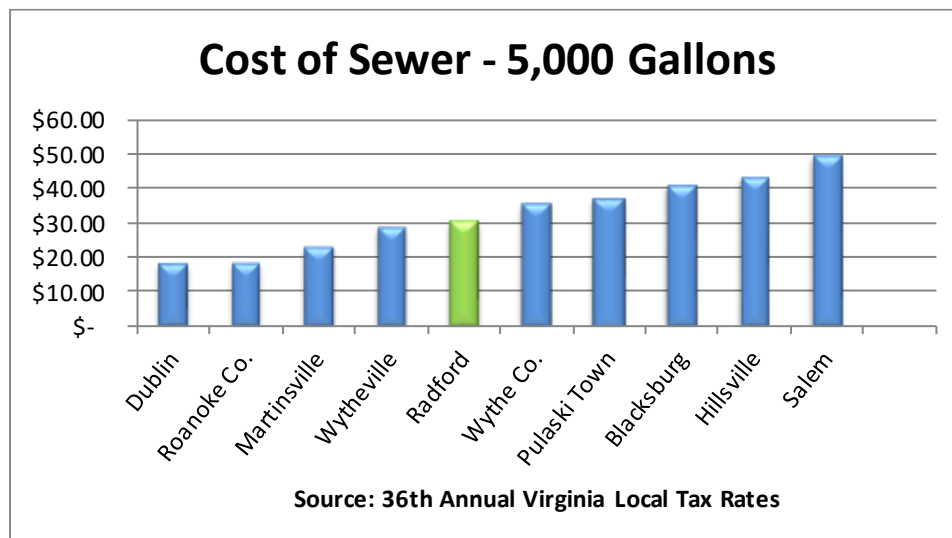 Cost of Sewer - 5,000 Gallons
$60.00
$50.00
$40.00
$30.00
$20.00
$10.00
$-
Dublin
Roanoke Co.
Martinsville
Wytheville
Radford
Wythe Co.
Pulaski Town
Blacksburg
Hillsville
Salem
Source: 36th Annual Virginia Local Tax Rates